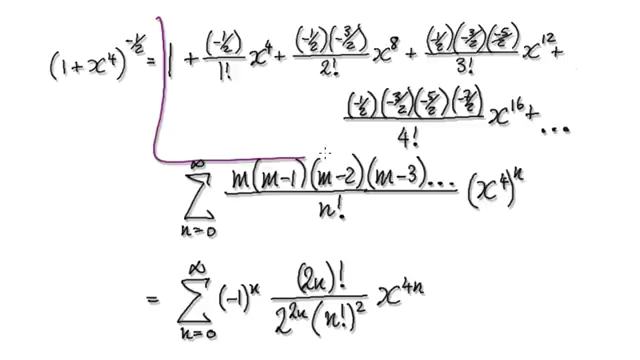 (1+x⁴)^(-1/2) = 1 + (-1/2)/1! x⁴ + (-1/2)(-3/2)/2! x⁸ + (-1/2)(-3/2)(-5/2)/3! x¹² +
(-1/2)(-3/2)(-5/2)(-7/2)/4! x¹⁶ + ...
∑_{n=0}^{∞} m(m-1)(m-2)(m-3).../n! (x⁴)ⁿ
= ∑_{n=0}^{∞} (-1)ⁿ (2n)!/(2^{2n}(n!)²) x^{4n}